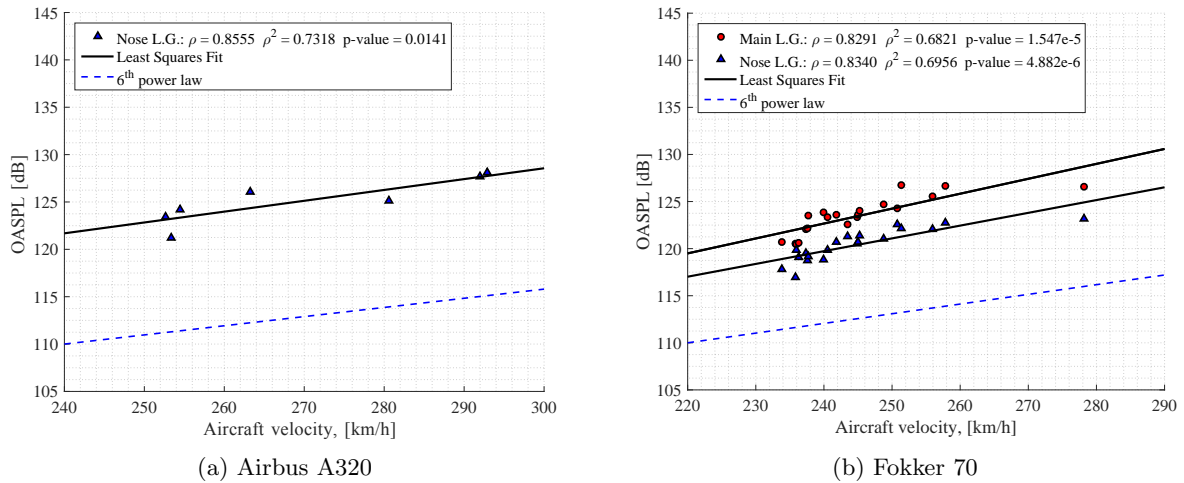 145
140
135
130
125
120
115
110
105
OASPL [dB]
Nose L.G.: ρ = 0.8555 ρ² = 0.7318 p-value = 0.0141
Least Squares Fit
6th power law
240 250 260 270 280 290 300
Aircraft velocity, [km/h]
(a) Airbus A320
145
140
135
130
125
120
115
110
105
OASPL [dB]
Main L.G.: ρ = 0.8291 ρ² = 0.6821 p-value = 1.547e-5
Nose L.G.: ρ = 0.8340 ρ² = 0.6956 p-value = 4.882e-6
Least Squares Fit
6th power law
220 230 240 250 260 270 280 290
Aircraft velocity, [km/h]
(b) Fokker 70